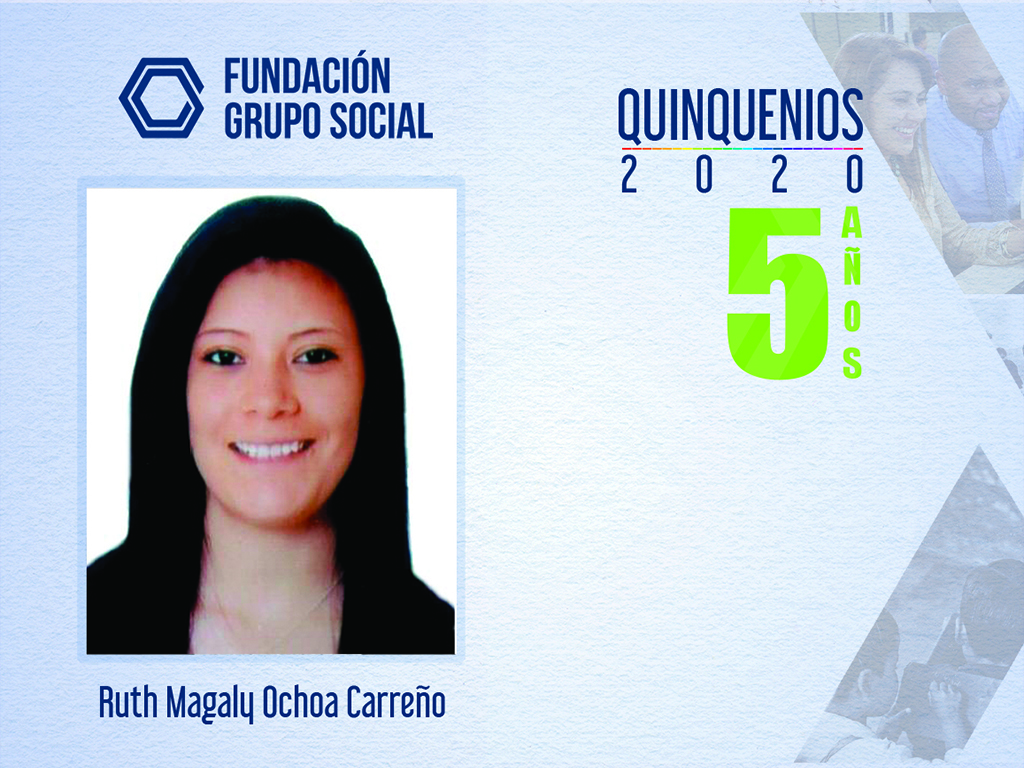 FUNDACIÓN
GRUPO SOCIAL
QUINQUENIOS
2020
5 AÑOS
Ruth Magaly Ochoa Carreño